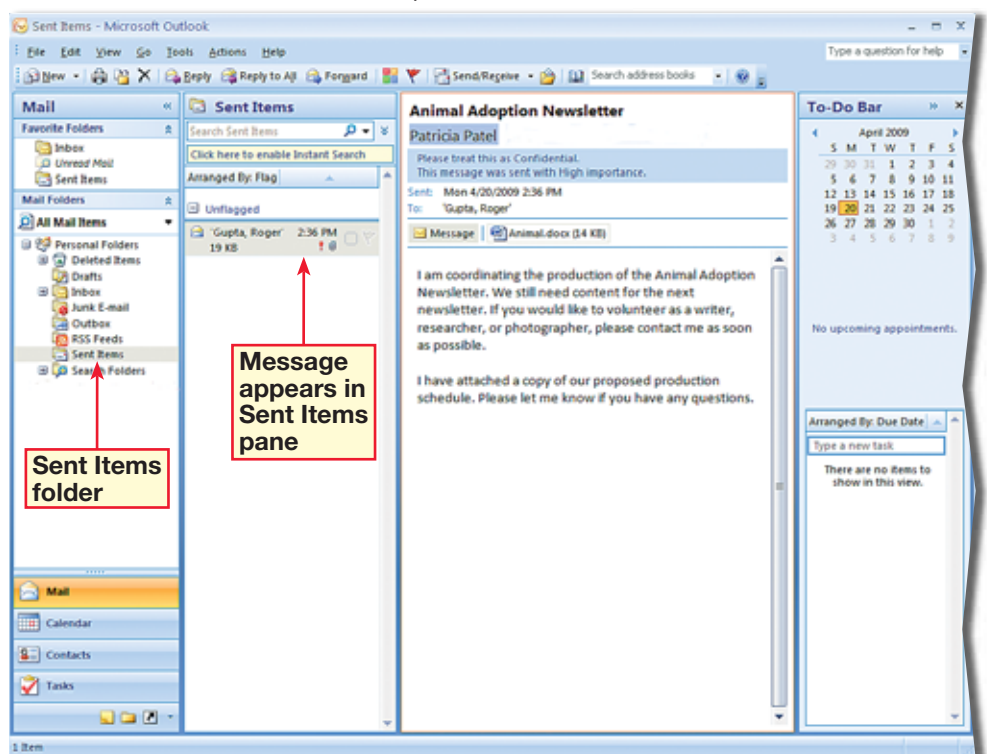 Sent Items - Microsoft Outlook
File Edit View Go Tools Actions Help
Type a question for help
New Reply Reply to All Forward Send/Receive Search address books
Mail
Favorite Folders
Inbox
Unread Mail
Sent Items
Mail Folders
All Mail Items
Personal Folders
Deleted Items
Drafts
Inbox
Junk E-mail
Outbox
RSS Feeds
Sent Items
Search Folders
Sent Items
folder
Mail
Calendar
Contacts
Tasks
1 Item
Sent Items
Search Sent Items
Click here to enable Instant Search
Arranged By: Flag
Unflagged
'Gupta, Roger' 2:36 PM
19 KB
Message
appears in
Sent Items
pane
Animal Adoption Newsletter
Patricia Patel
Please treat this as Confidential.
This message was sent with High importance.
Sent: Mon 4/20/2009 2:36 PM
To: 'Gupta, Roger'
Message Animal.docx (14 KB)
I am coordinating the production of the Animal Adoption
Newsletter. We still need content for the next
newsletter. If you would like to volunteer as a writer,
researcher, or photographer, please contact me as soon
as possible.
I have attached a copy of our proposed production
schedule. Please let me know if you have any questions.
To-Do Bar
April 2009
S M T W T F S
29 30 31 1 2 3 4
5 6 7 8 9 10 11
12 13 14 15 16 17 18
19 20 21 22 23 24 25
26 27 28 29 30 1 2
3 4 5 6 7 8 9
No upcoming appointments.
Arranged By: Due Date
Type a new task
There are no items to
show in this view.